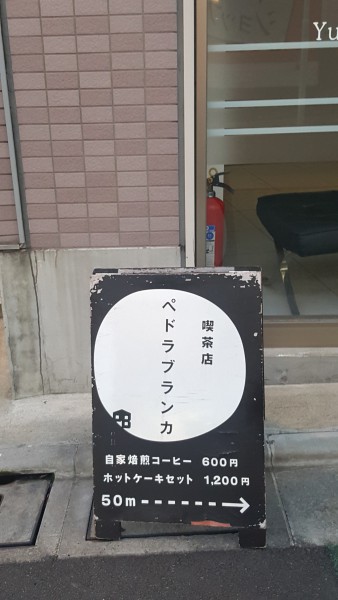 Yu
喫茶店
ペドラブランカ
自家焙煎コーヒー 600円
ホットケーキセット 1,200円
50m